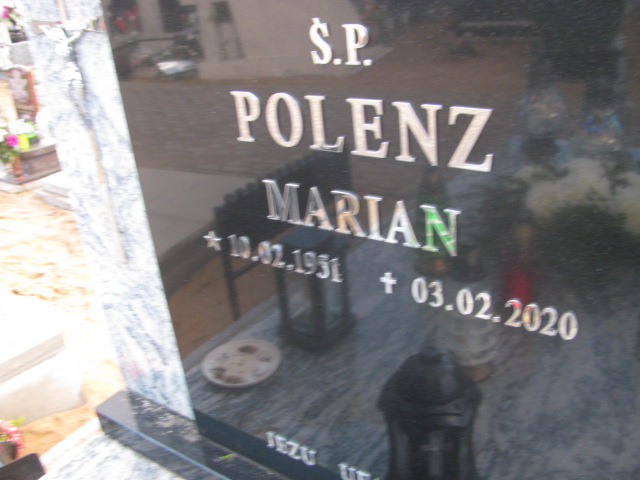 Ś.P.
POLENZ
MARIAN
★ 10.02.1951 ✝ 03.02.2020
JEZU